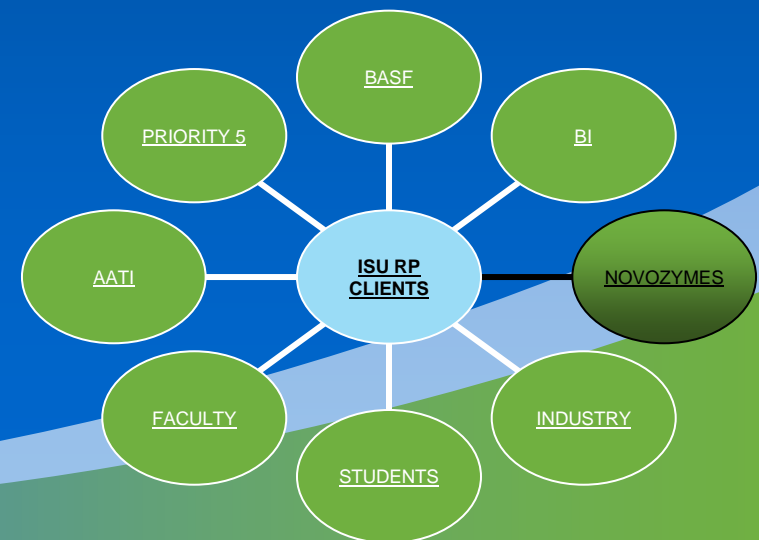 BASF
PRIORITY 5
BI
AATI
ISU RP
CLIENTS
NOVOZYMES
FACULTY
INDUSTRY
STUDENTS